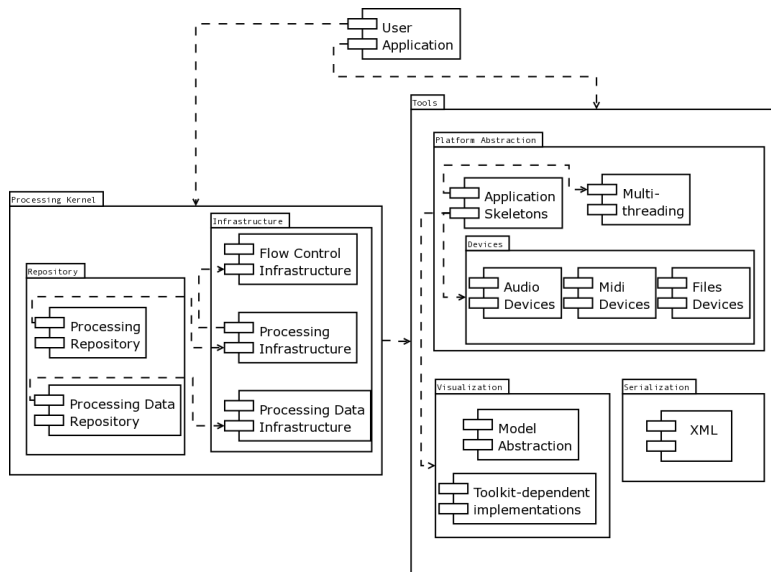 User
Application
Tools
Platform Abstraction
Application
Skeletons
Multi-
threading
Devices
Audio
Devices
Midi
Devices
Files
Devices
Processing Kernel
Infrastructure
Flow Control
Infrastructure
Repository
Processing
Repository
Processing
Infrastructure
Processing Data
Repository
Processing Data
Infrastructure
Visualization
Model
Abstraction
Toolkit-dependent
implementations
Serialization
XML